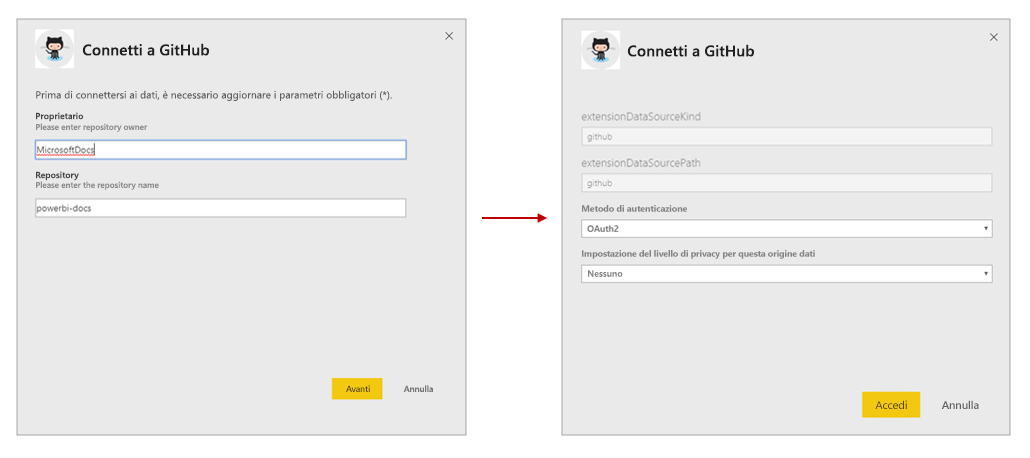 Connetti a GitHub
Prima di connettersi ai dati, è necessario aggiornare i parametri obbligatori (*).
Proprietario
Please enter repository owner
MicrosoftDocs
Repository
Please enter the repository name
powerbi-docs
Avanti
Annulla
Connetti a GitHub
extensionDataSourceKind
github
extensionDataSourcePath
github
Metodo di autenticazione
OAuth2
Impostazione del livello di privacy per questa origine dati
Nessuno
Accedi
Annulla